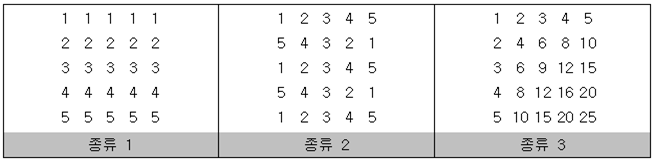 1 1 1 1 1
2 2 2 2 2
3 3 3 3 3
4 4 4 4 4
5 5 5 5 5
종류 1
1 2 3 4 5
5 4 3 2 1
1 2 3 4 5
5 4 3 2 1
1 2 3 4 5
종류 2
1 2 3 4 5
2 4 6 8 10
3 6 9 12 15
4 8 12 16 20
5 10 15 20 25
종류 3